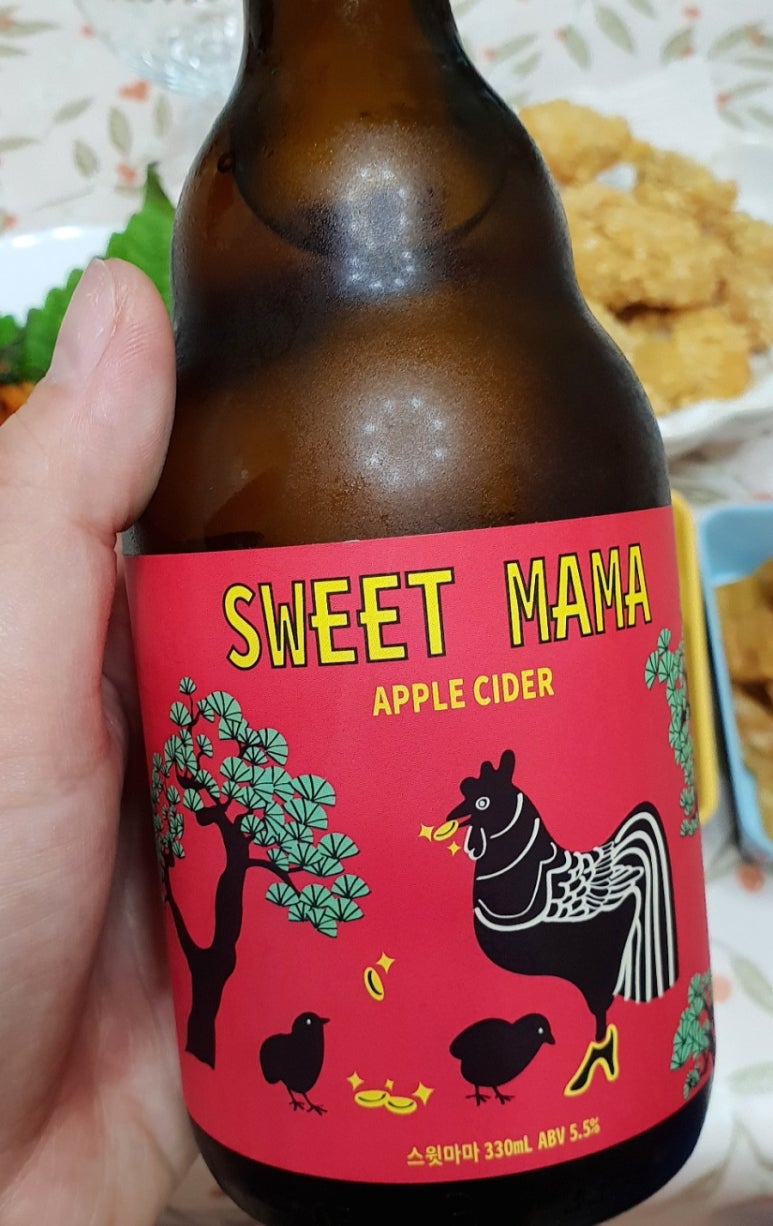 SWEET MAMA
APPLE CIDER
스윗마마 330mL ABV 5.5%